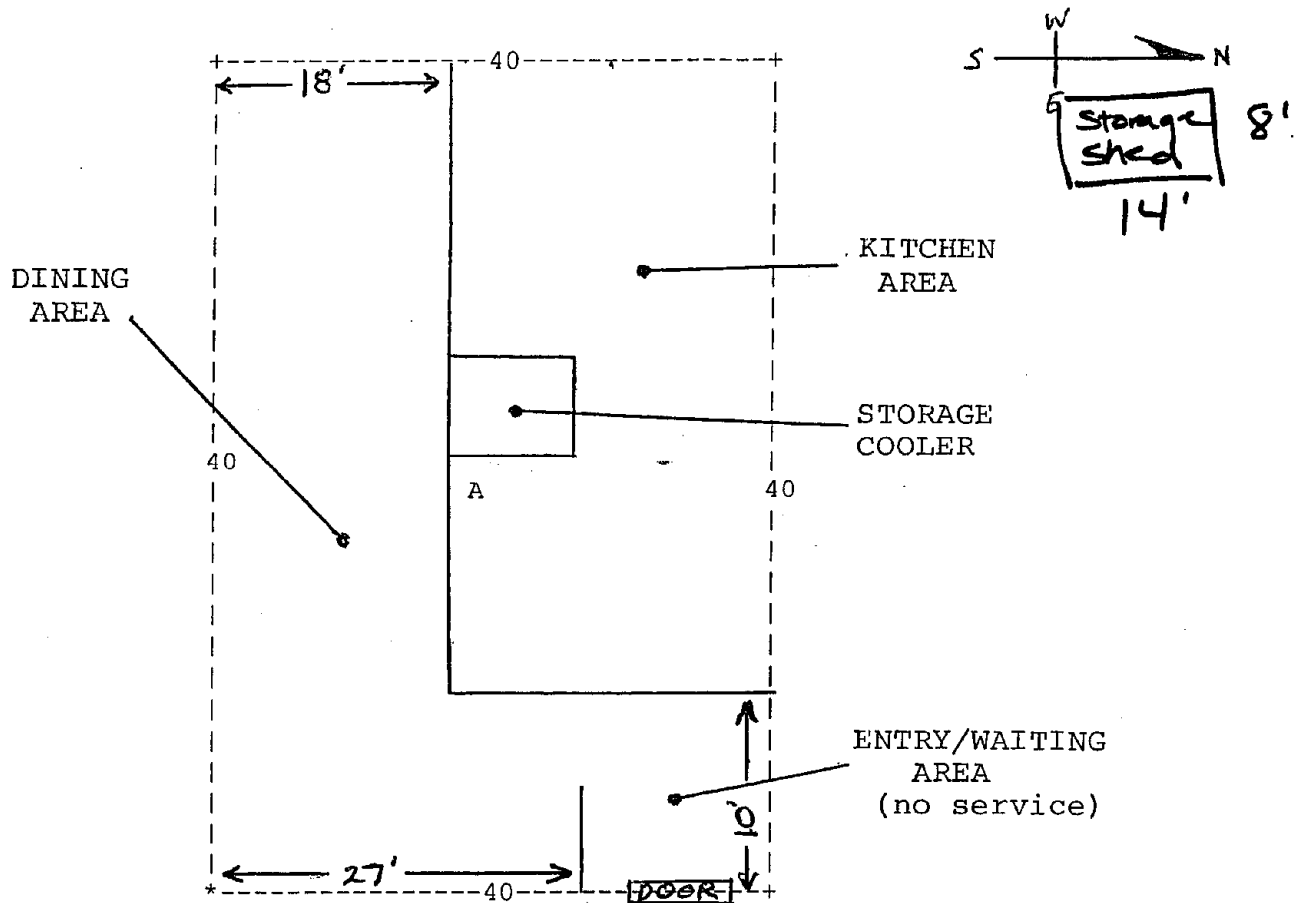 W
40
S
N
18'
E
Storage
shed
8'
14'
KITCHEN
AREA
DINING
AREA
STORAGE
COOLER
40
A
40
ENTRY/WAITING
AREA
(no service)
10'
27'
*
40
DOOR